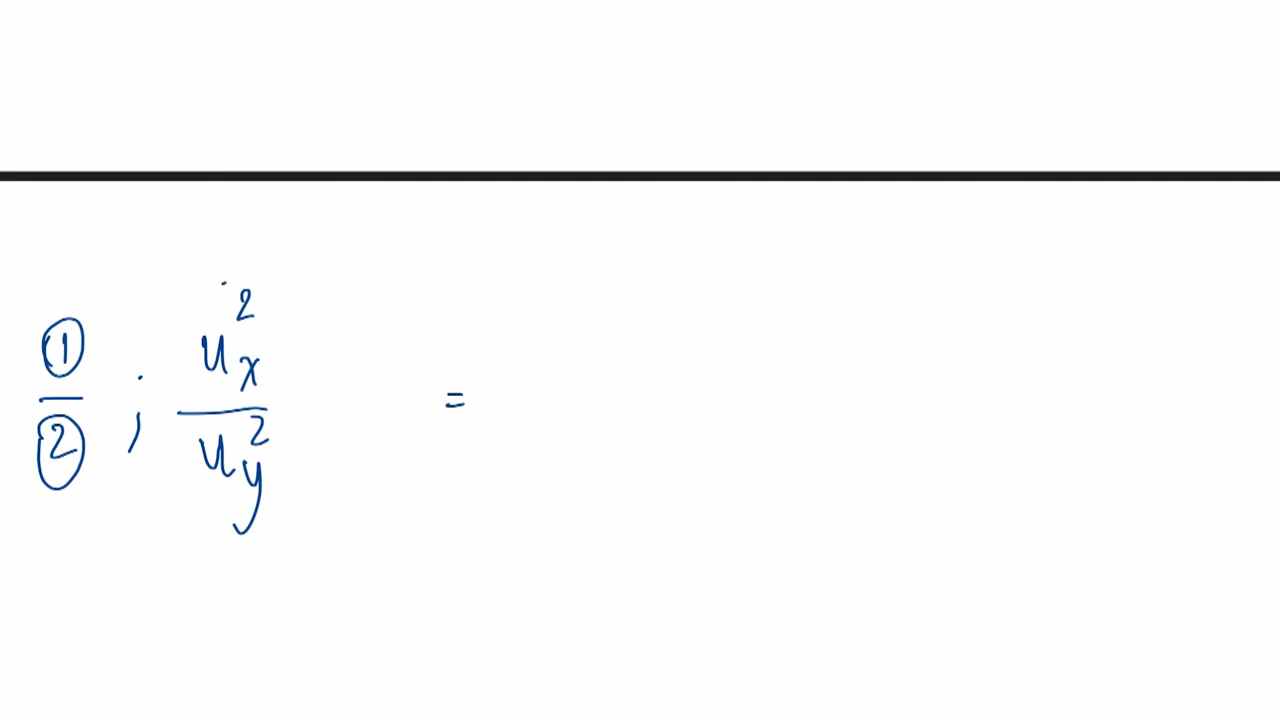 ①/② ; u_x^2 / u_y^2 =